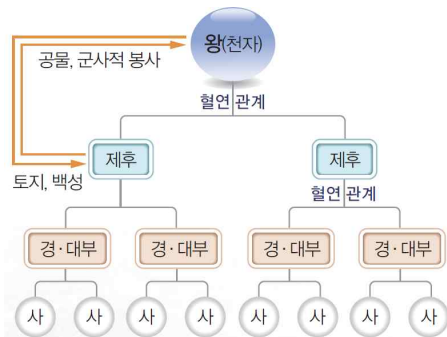 왕(천자)
공물, 군사적 봉사
혈연 관계
제후 제후
토지, 백성
혈연 관계
경·대부 경·대부 경·대부 경·대부
사 사 사 사 사 사 사 사